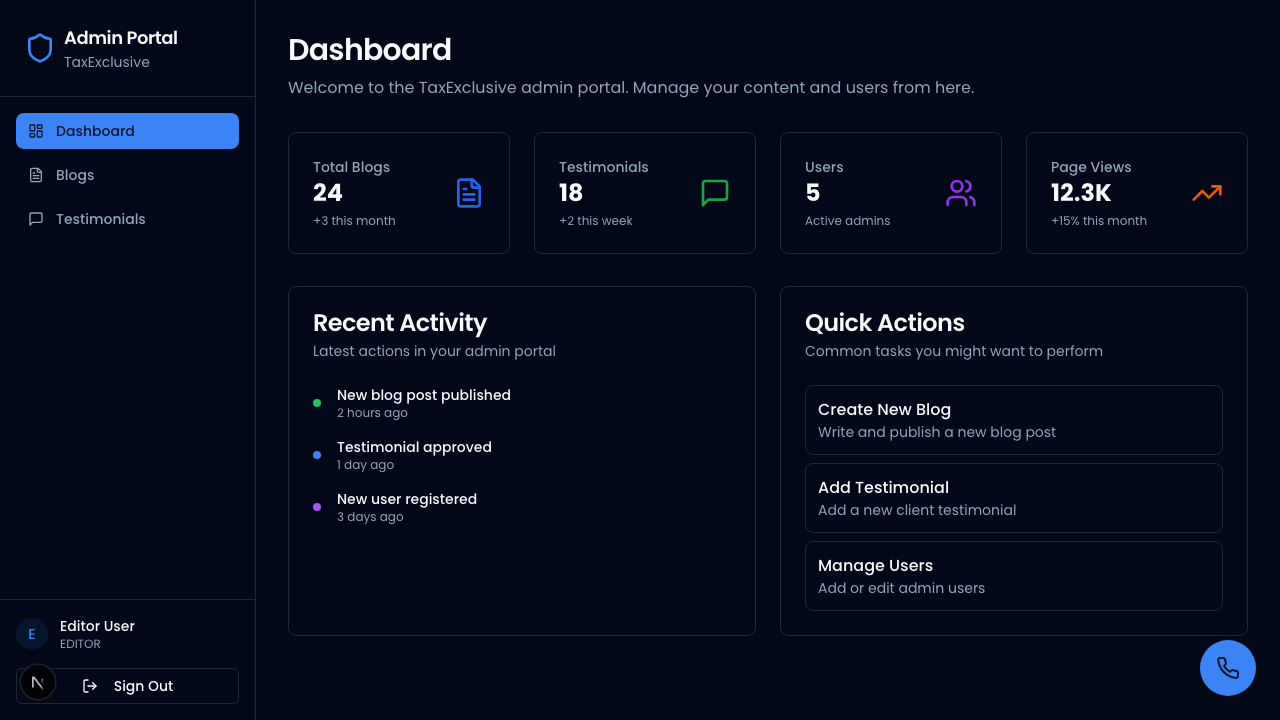 Admin Portal
TaxExclusive
Dashboard
Blogs
Testimonials
E
Editor User
EDITOR
N
Sign Out
Dashboard
Welcome to the TaxExclusive admin portal. Manage your content and users from here.
Total Blogs
24
+3 this month
Testimonials
18
+2 this week
Users
5
Active admins
Page Views
12.3K
+15% this month
Recent Activity
Latest actions in your admin portal
New blog post published
2 hours ago
Testimonial approved
1 day ago
New user registered
3 days ago
Quick Actions
Common tasks you might want to perform
Create New Blog
Write and publish a new blog post
Add Testimonial
Add a new client testimonial
Manage Users
Add or edit admin users